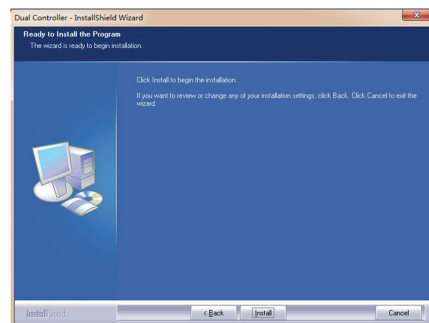 Dual Controller - InstallShield Wizard
Ready to Install the Program
The wizard is ready to begin installation.
Click Install to begin the installation.
If you want to review or change any of your installation settings, click Back. Click Cancel to exit the
wizard.
InstallShield
< Back
Install
Cancel